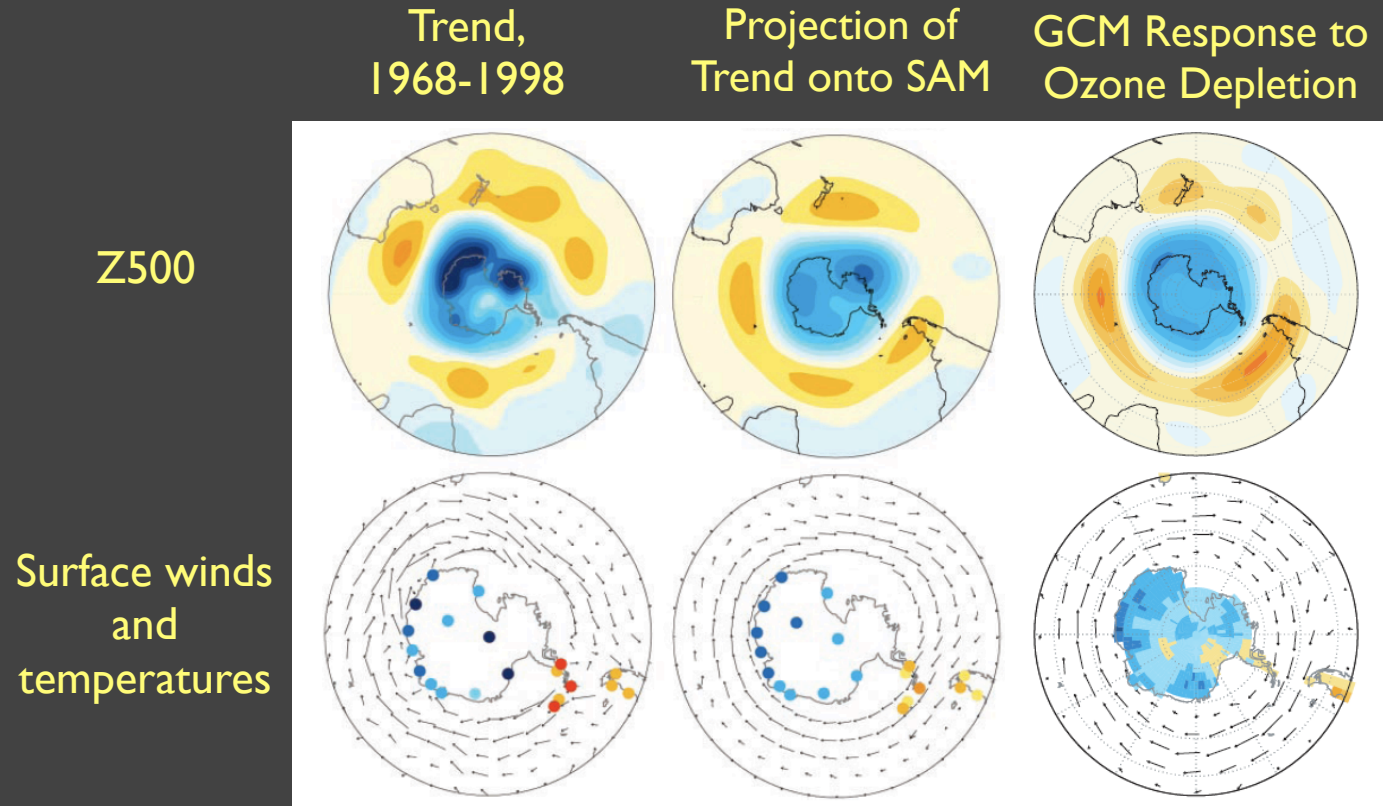 Trend,
1968-1998
Projection of
Trend onto SAM
GCM Response to
Ozone Depletion
Z500
Surface winds
and
temperatures